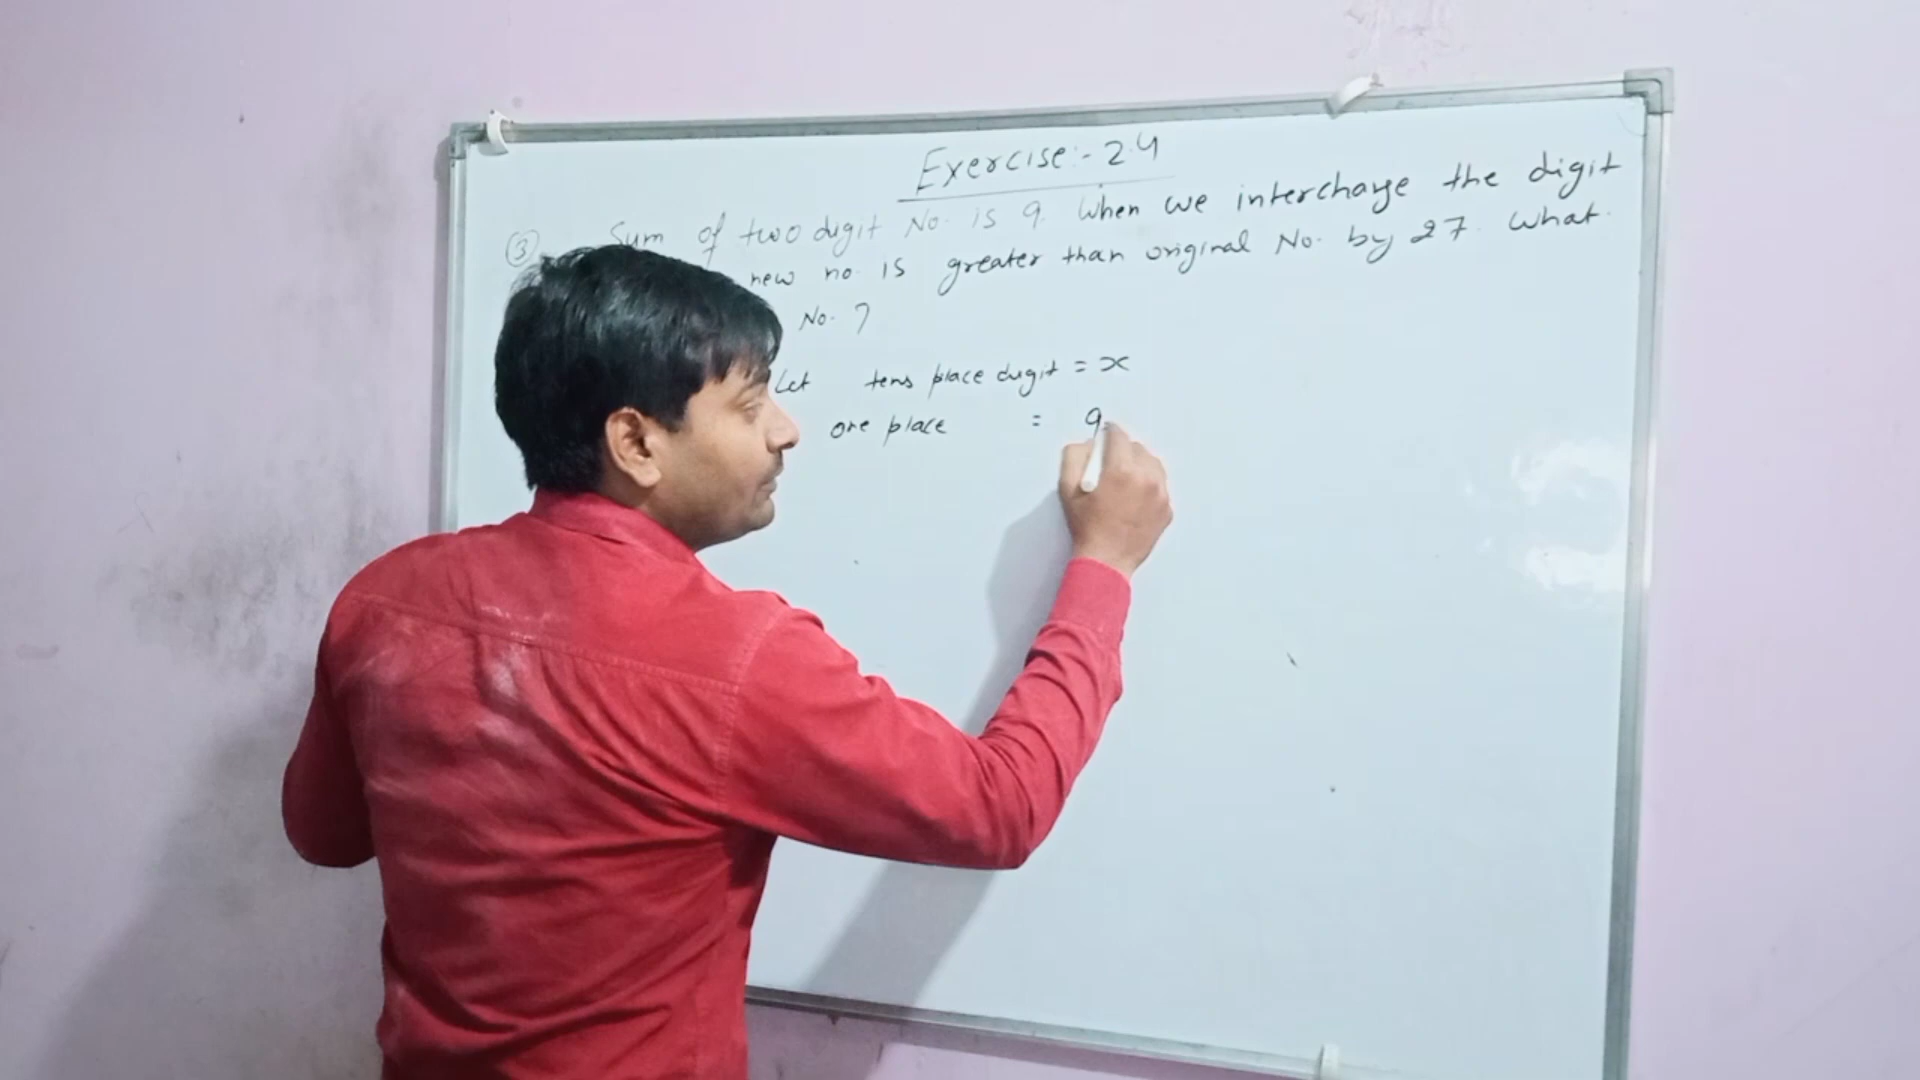 Exercise:- 2.4
③ Sum of two digit No. is 9. When we interchange the digit
new no. is greater than original No. by 27. What
No. ?
Let tens place digit = x
one place = 9